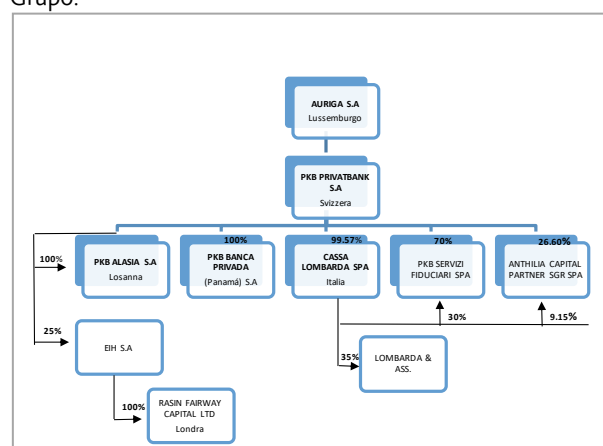 Grupo.
AURIGA S.A
Lussemburgo
PKB PRIVATBANK
S.A
Svizzera
100%
99.57%
70%
26.60%
100%
PKB ALASIA S.A
Losanna
PKB BANCA
PRIVADA
(Panamá) S.A
CASSA
LOMBARDA SPA
Italia
PKB SERVIZI
FIDUCIARI SPA
ANTHILIA CAPITAL
PARTNER SGR SPA
25%
EIH S.A
30%
9.15%
35%
LOMBARDA &
ASS.
100%
RASIN FAIRWAY
CAPITAL LTD
Londra